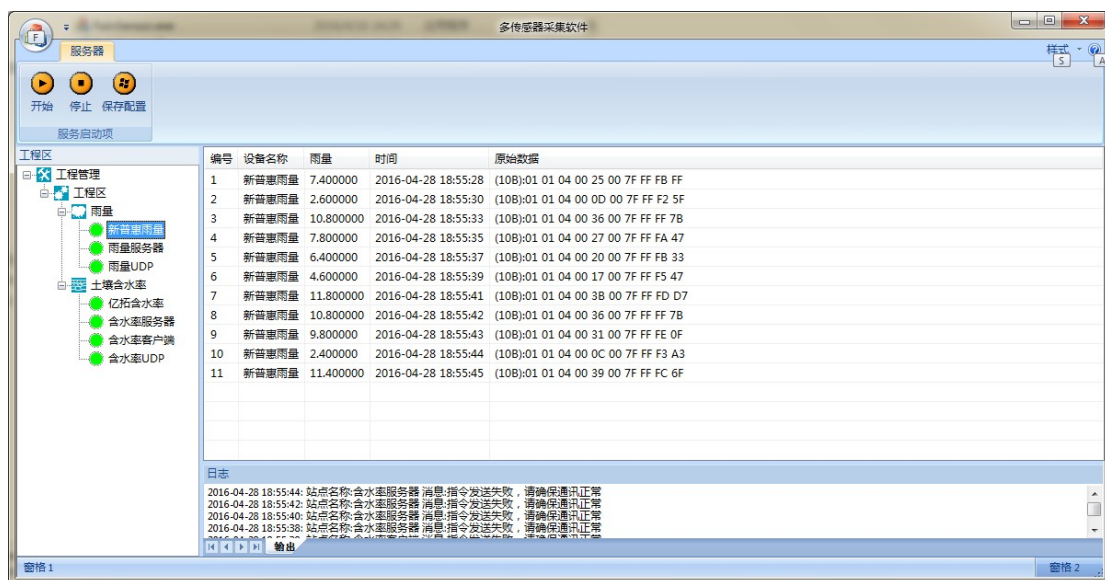 多传感器采集软件
F
服务器
样式
S
A
开始 停止 保存配置
服务启动项
工程区
工程管理
工程区
雨量
新普惠雨量
雨量服务器
雨量UDP
土壤含水率
亿拓含水率
含水率服务器
含水率客户端
含水率UDP
编号 设备名称 雨量 时间 原始数据
1 新普惠雨量 7.400000 2016-04-28 18:55:28 (10B):01 01 04 00 25 00 7F FF FB FF
2 新普惠雨量 2.600000 2016-04-28 18:55:30 (10B):01 01 04 00 0D 00 7F FF F2 5F
3 新普惠雨量 10.800000 2016-04-28 18:55:33 (10B):01 01 04 00 36 00 7F FF FF 7B
4 新普惠雨量 7.800000 2016-04-28 18:55:35 (10B):01 01 04 00 27 00 7F FF FA 47
5 新普惠雨量 6.400000 2016-04-28 18:55:37 (10B):01 01 04 00 20 00 7F FF FB 33
6 新普惠雨量 4.600000 2016-04-28 18:55:39 (10B):01 01 04 00 17 00 7F FF F5 47
7 新普惠雨量 11.800000 2016-04-28 18:55:41 (10B):01 01 04 00 3B 00 7F FF FD D7
8 新普惠雨量 10.800000 2016-04-28 18:55:42 (10B):01 01 04 00 36 00 7F FF FF 7B
9 新普惠雨量 9.800000 2016-04-28 18:55:43 (10B):01 01 04 00 31 00 7F FF FE 0F
10 新普惠雨量 2.400000 2016-04-28 18:55:44 (10B):01 01 04 00 0C 00 7F FF F3 A3
11 新普惠雨量 11.400000 2016-04-28 18:55:45 (10B):01 01 04 00 39 00 7F FF FC 6F
日志
2016-04-28 18:55:44: 站点名称:含水率服务器 消息:指令发送失败，请确保通讯正常
2016-04-28 18:55:42: 站点名称:含水率服务器 消息:指令发送失败，请确保通讯正常
2016-04-28 18:55:40: 站点名称:含水率服务器 消息:指令发送失败，请确保通讯正常
2016-04-28 18:55:38: 站点名称:含水率服务器 消息:指令发送失败，请确保通讯正常
输出
窗格 1
窗格 2